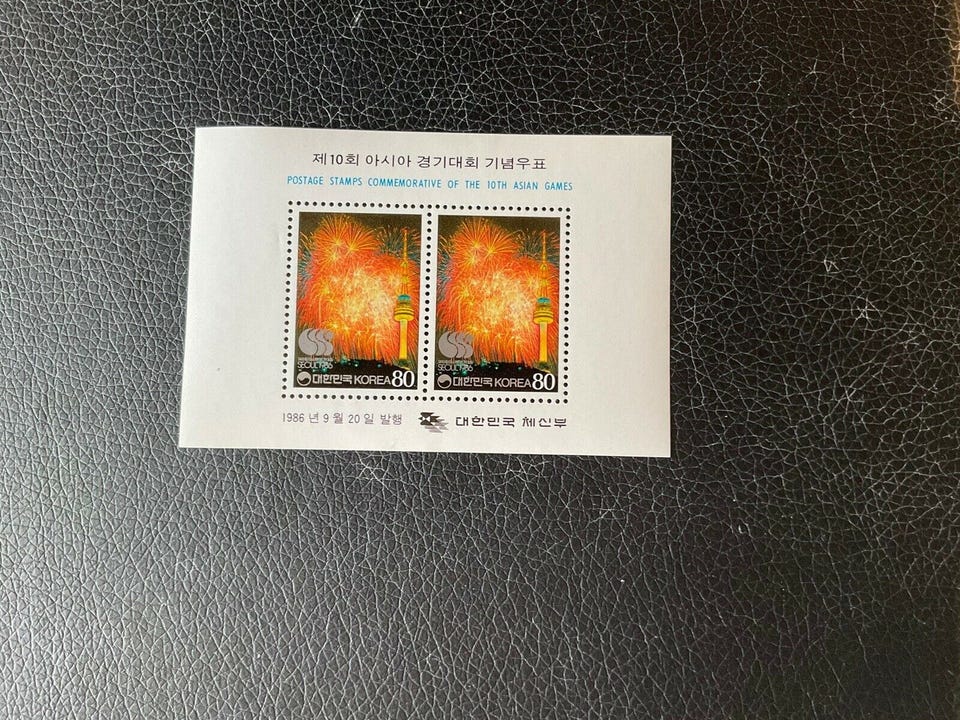 제10회 아시아 경기대회 기념우표
POSTAGE STAMPS COMMEMORATIVE OF THE 10TH ASIAN GAMES
SEOUL 1986
대한민국 KOREA 80
SEOUL 1986
대한민국 KOREA 80
1986 년 9 월 20 일 발행
대한민국 체신부